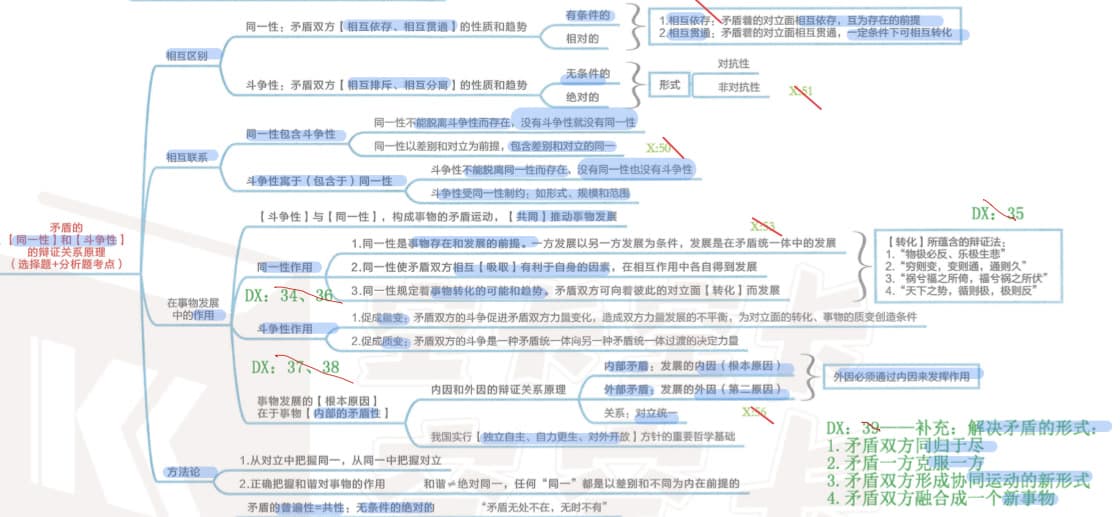 矛盾的
【同一性】和【斗争性】
的辩证关系原理
（选择题+分析题考点）
相互区别
同一性：矛盾双方【相互依存、相互贯通】的性质和趋势
有条件的
相对的
1.相互依存：矛盾着的对立面相互依存，互为存在的前提
2.相互贯通：矛盾着的对立面相互贯通，一定条件下可相互转化
斗争性：矛盾双方【相互排斥、相互分离】的性质和趋势
无条件的
绝对的
形式
对抗性
非对抗性
X:51
相互联系
同一性包含斗争性
同一性不能脱离斗争性而存在，没有斗争性就没有同一性
同一性以差别和对立为前提，包含差别和对立的同一
X:50
斗争性寓于（包含于）同一性
斗争性不能脱离同一性而存在，没有同一性也没有斗争性
斗争性受同一性制约：如形式、规模和范围
在事物发展
中的作用
【斗争性】与【同一性】，构成事物的矛盾运动，【共同】推动事物发展
X:53
DX：35
同一性作用
1.同一性是事物存在和发展的前提。一方发展以另一方发展为条件，发展是在矛盾统一体中的发展
2.同一性使矛盾双方相互【吸取】有利于自身的因素，在相互作用中各自得到发展
3.同一性规定着事物转化的可能和趋势。矛盾双方可向着彼此的对立面【转化】而发展
【转化】所蕴含的辩证法：
1.“物极必反、乐极生悲”
2.“穷则变，变则通，通则久”
3.“祸兮福之所倚，福兮祸之所伏”
4.“天下之势，循则极，极则反”
DX：34、36
斗争性作用
1.促成量变：矛盾双方的斗争促进矛盾双方力量变化，造成双方力量发展的不平衡，为对立面的转化、事物的质变创造条件
2.促成质变：矛盾双方的斗争是一种矛盾统一体向另一种矛盾统一体过渡的决定力量
DX：37、38
事物发展的【根本原因】
在于事物【内部的矛盾性】
内因和外因的辩证关系原理
内部矛盾：发展的内因（根本原因）
外部矛盾：发展的外因（第二原因）
关系：对立统一
外因必须通过内因来发挥作用
X:56
我国实行【独立自主、自力更生、对外开放】方针的重要哲学基础
DX：39——补充：解决矛盾的形式：
1.矛盾双方同归于尽
2.矛盾一方克服一方
3.矛盾双方形成协同运动的新形式
4.矛盾双方融合成一个新事物
方法论
1.从对立中把握同一，从同一中把握对立
2.正确把握和谐对事物的作用
和谐≠绝对同一，任何“同一”都是以差别和不同为内在前提的
矛盾的普遍性=共性：无条件的绝对的
“矛盾无处不在，无时不有”